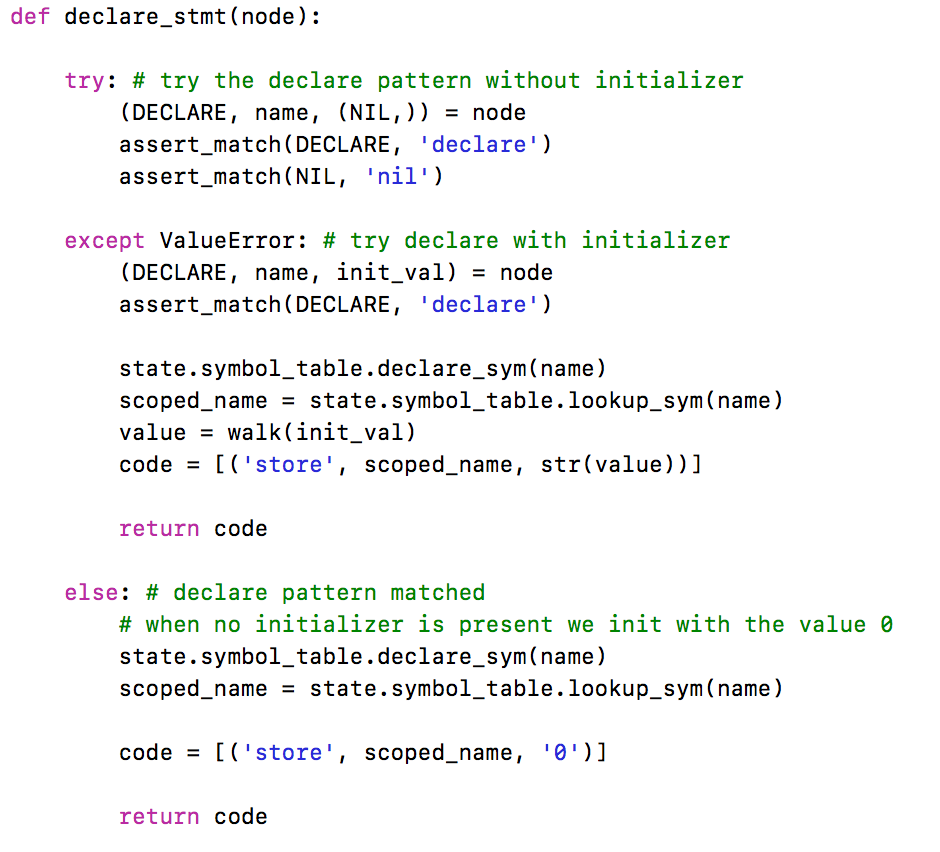 def declare_stmt(node):
    try: # try the declare pattern without initializer
        (DECLARE, name, (NIL,)) = node
        assert_match(DECLARE, 'declare')
        assert_match(NIL, 'nil')
    except ValueError: # try declare with initializer
        (DECLARE, name, init_val) = node
        assert_match(DECLARE, 'declare')
        state.symbol_table.declare_sym(name)
        scoped_name = state.symbol_table.lookup_sym(name)
        value = walk(init_val)
        code = [('store', scoped_name, str(value))]
        return code
    else: # declare pattern matched
        # when no initializer is present we init with the value 0
        state.symbol_table.declare_sym(name)
        scoped_name = state.symbol_table.lookup_sym(name)
        code = [('store', scoped_name, '0')]
        return code